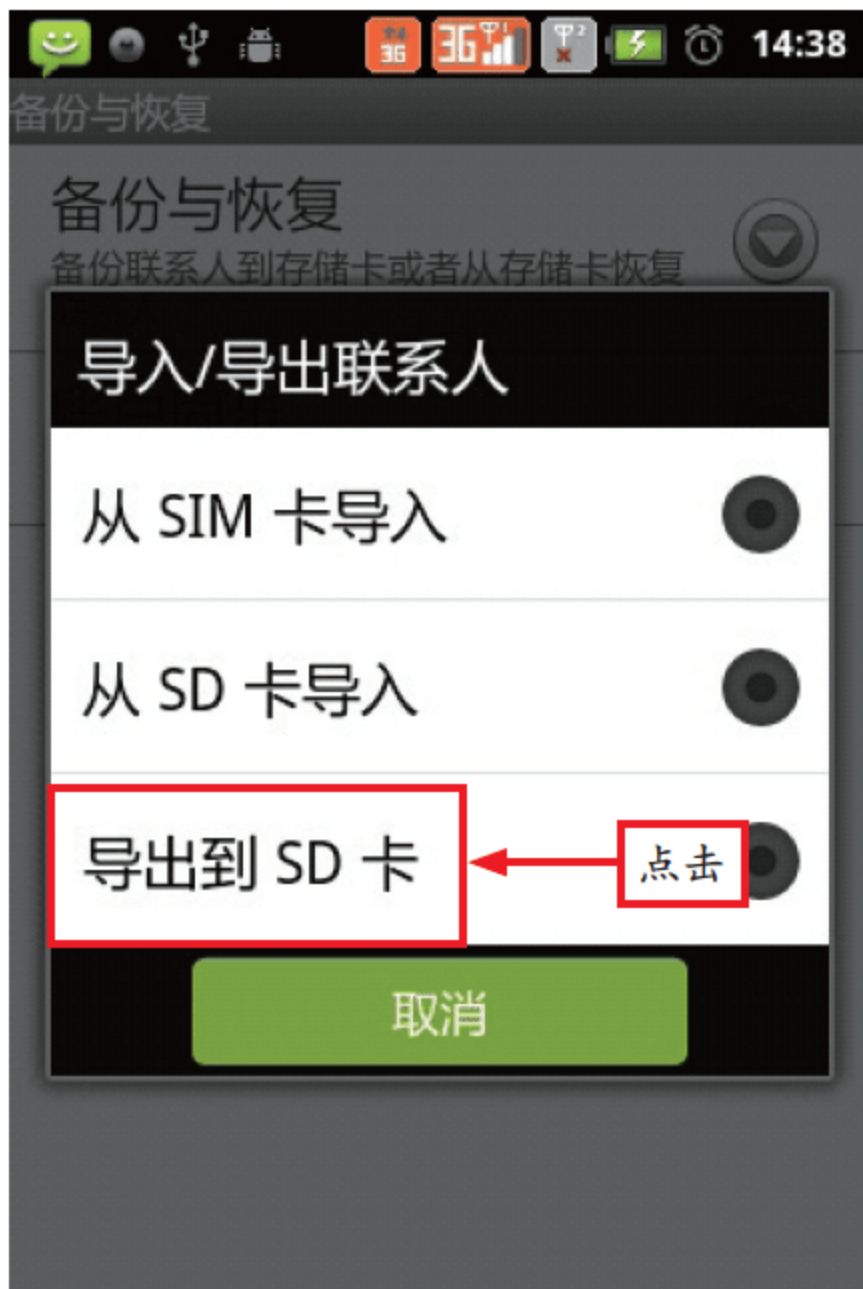 14:38
备份与恢复
备份与恢复
备份联系人到存储卡或者从存储卡恢复
导入/导出联系人
从 SIM 卡导入
从 SD 卡导入
导出到 SD 卡
点击
取消